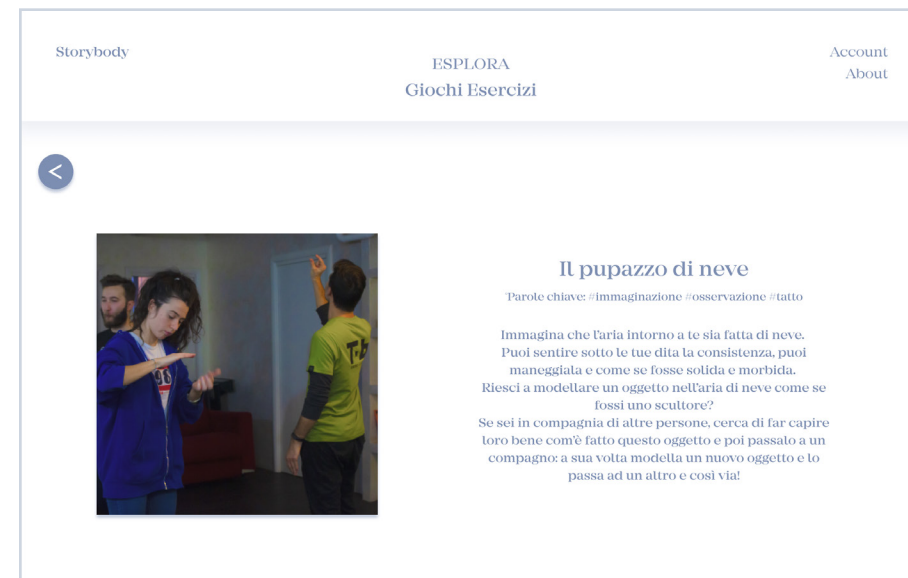 Storybody
ESPLORA
Giochi Esercizi
Account
About
<
Il pupazzo di neve
Parole chiave: #immaginazione #osservazione #tatto
Immagina che l'aria intorno a te sia fatta di neve.
Puoi sentire sotto le tue dita la consistenza, puoi
maneggiala e come se fosse solida e morbida.
Riesci a modellare un oggetto nell'aria di neve come se
fossi uno scultore?
Se sei in compagnia di altre persone, cerca di far capire
loro bene com'è fatto questo oggetto e poi passalo a un
compagno: a sua volta modella un nuovo oggetto e lo
passa ad un altro e così via!